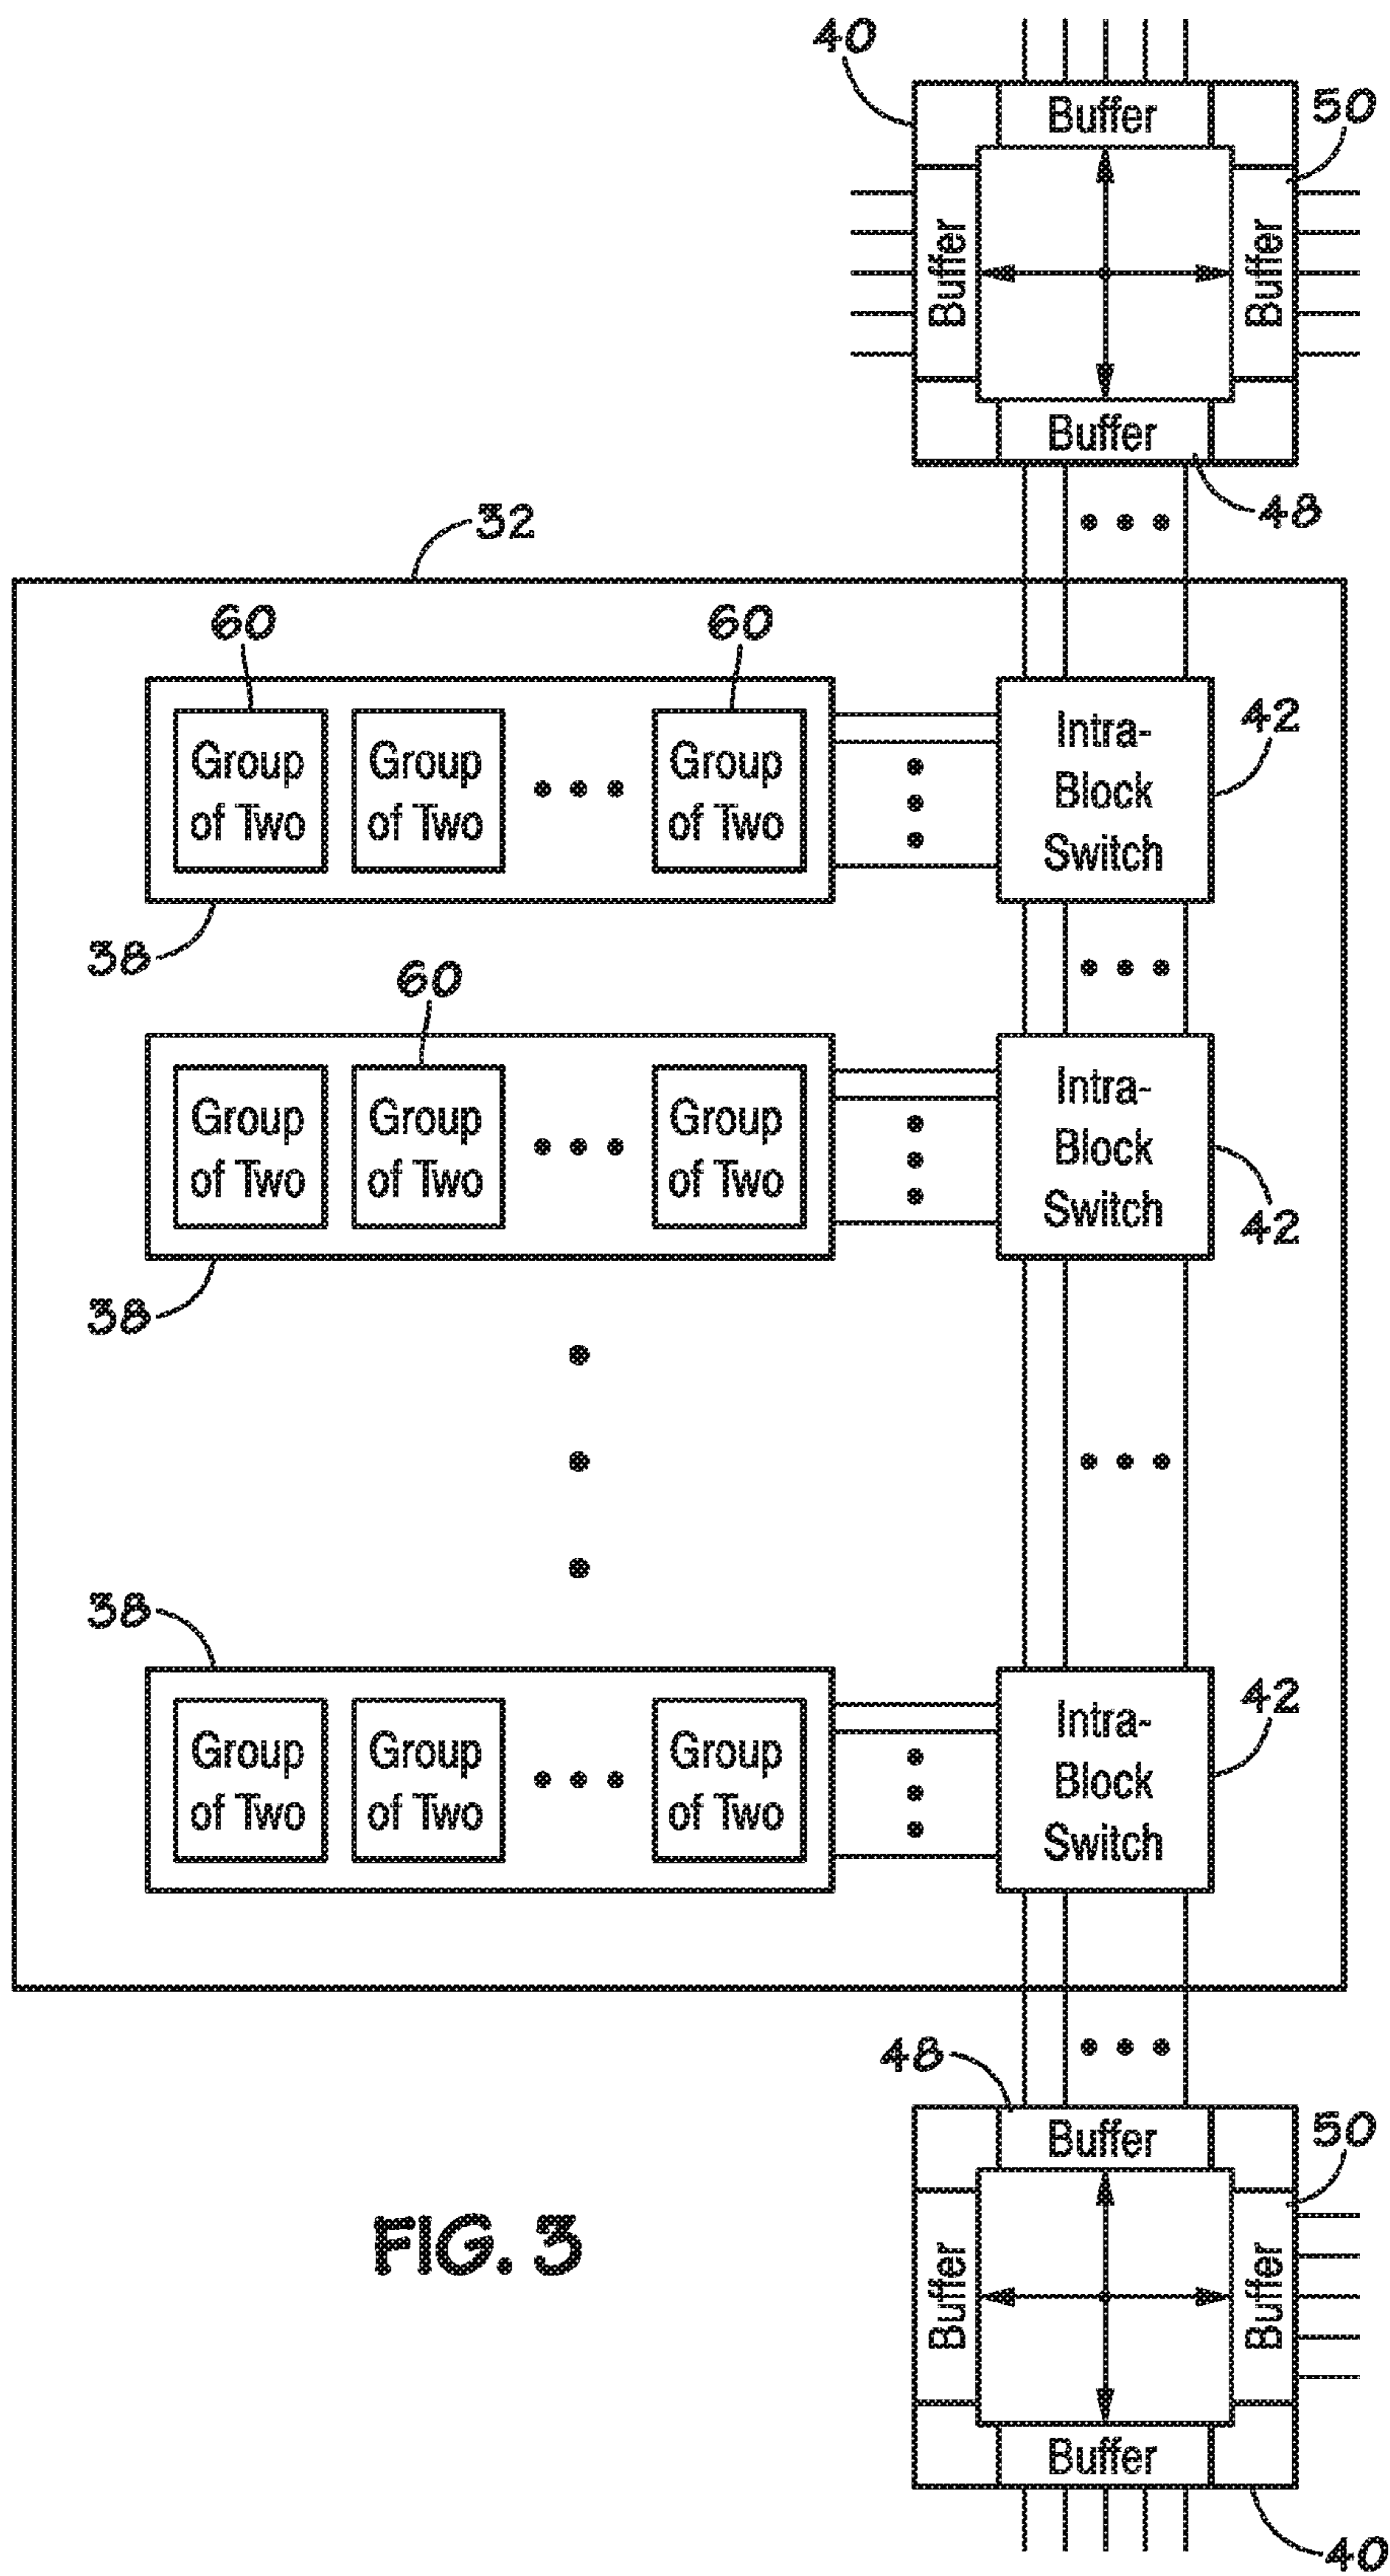 40
Buffer
50
Buffer
Buffer
Buffer
48
32
60
60
Group
of Two
Group
of Two
Group
of Two
Intra-
Block
Switch
42
38
60
Group
of Two
Group
of Two
Group
of Two
Intra-
Block
Switch
42
38
38
Group
of Two
Group
of Two
Group
of Two
Intra-
Block
Switch
42
48
Buffer
50
Buffer
Buffer
Buffer
40
FIG. 3